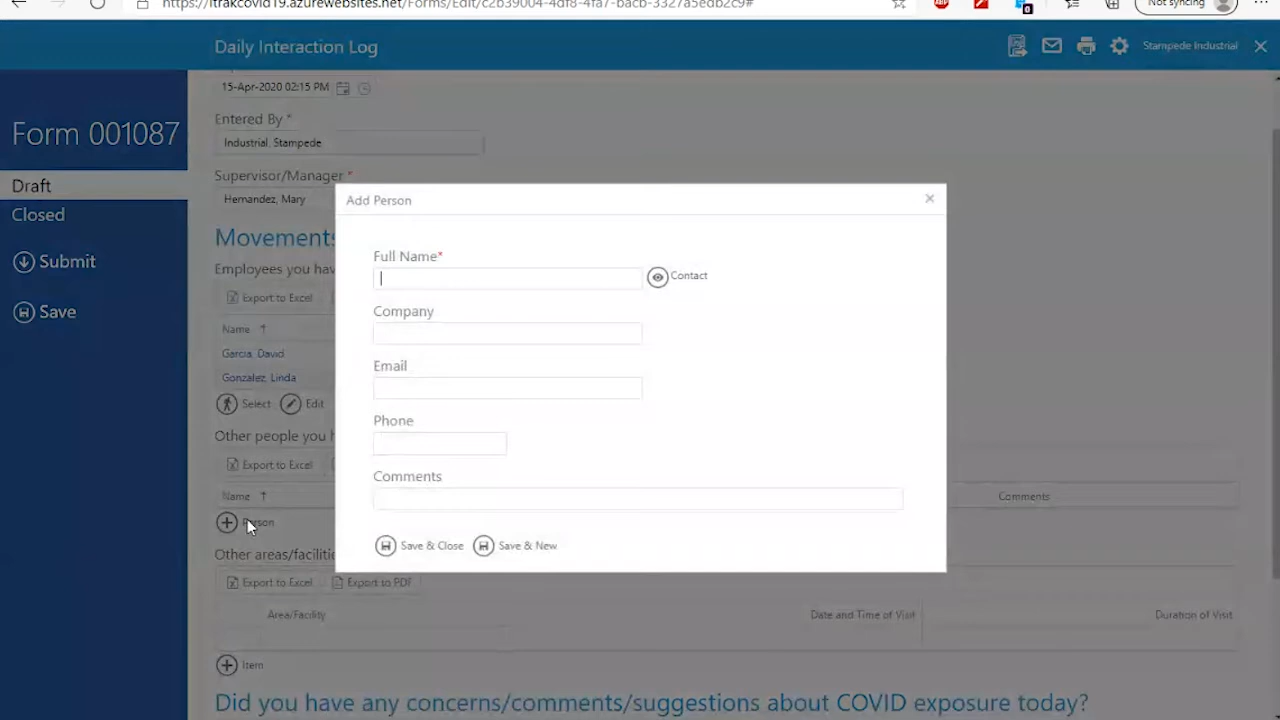 https://itrakcovid19.azurewebsites.net/Forms/Edit/c2b39004-4df8-4fa7-bacb-3327a5edb2c9#
0
Not syncing
Daily Interaction Log
Stampede Industrial
15-Apr-2020 02:15 PM
Form 001087
Entered By *
Industrial, Stampede
Supervisor/Manager *
Hernandez, Mary
Draft
Closed
Submit
Save
Movements
Employees you hav
Export to Excel
Name ↑
Garcia, David
Gonzalez, Linda
Select Edit
Other people you h
Export to Excel
Name ↑
Comments
Person
Other areas/facilitie
Export to Excel Export to PDF
Area/Facility Date and Time of Visit Duration of Visit
Item
Did you have any concerns/comments/suggestions about COVID exposure today?
Add Person
Full Name*
Contact
Company
Email
Phone
Comments
Save & Close Save & New